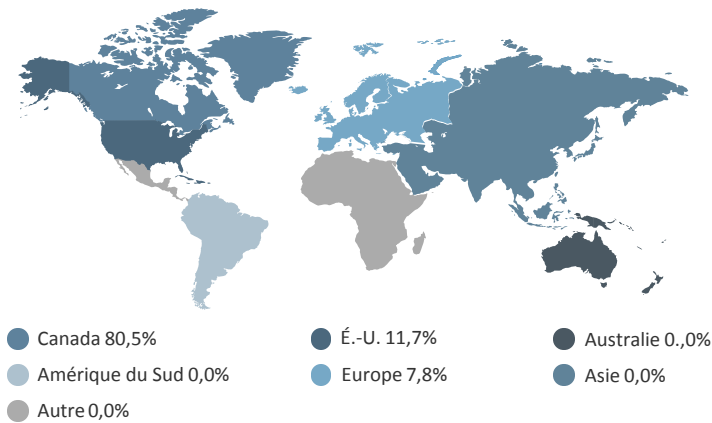 Canada 80,5%
É.-U. 11,7%
Australie 0.,0%
Amérique du Sud 0,0%
Europe 7,8%
Asie 0,0%
Autre 0,0%